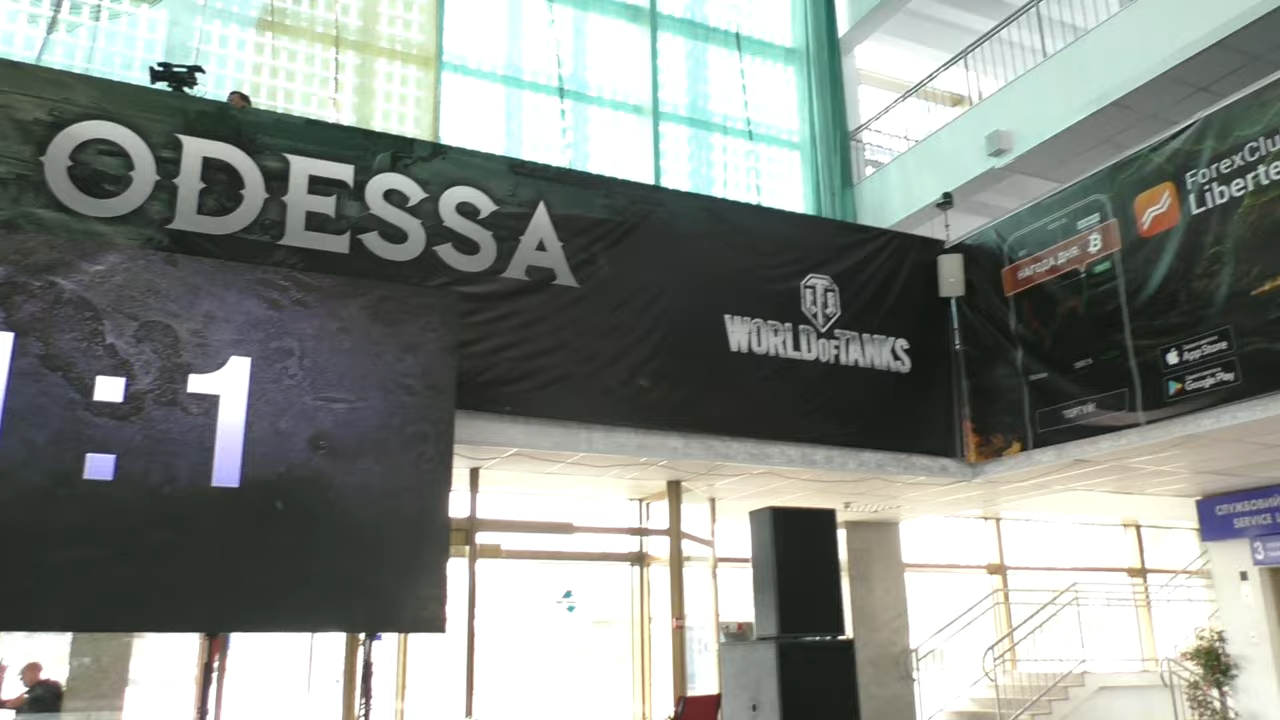 ODESSA
:1
WORLD OF TANKS
НАГОДА ДНЯ: ₿
ForexClu
Liberte
App Store
Google Play
ТОРГУЙ!
СЛУЖБОВИЙ
SERVICE
3